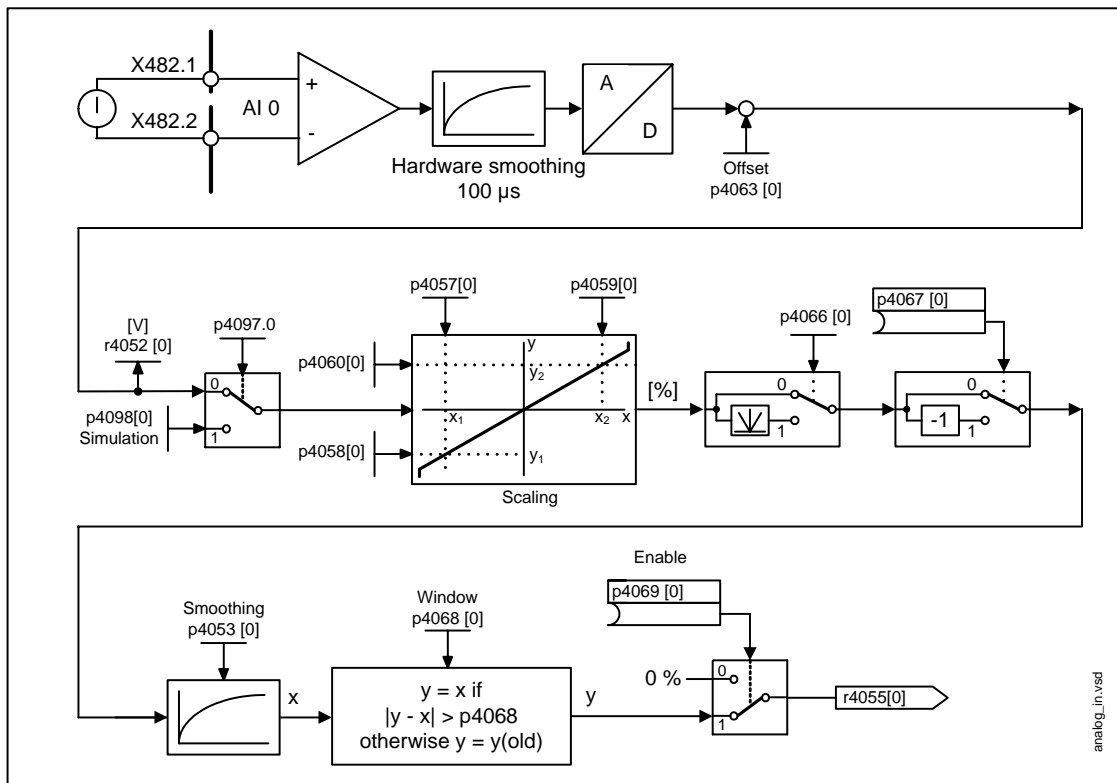 X482.1
X482.2
I
AI 0
+
-
Hardware smoothing
100 µs
A
D
Offset
p4063 [0]
[V]
r4052 [0]
p4097.0
0
1
p4098[0]
Simulation
p4057[0]
p4059[0]
p4060[0]
p4058[0]
y
y2
x1
x2
x
y1
Scaling
[%]
p4066 [0]
0
1
p4067 [0]
0
-1
1
Smoothing
p4053 [0]
x
Window
p4068 [0]
y = x if
|y - x| > p4068
otherwise y = y(old)
y
Enable
p4069 [0]
0 %
0
1
r4055[0]
analog_in.vsd